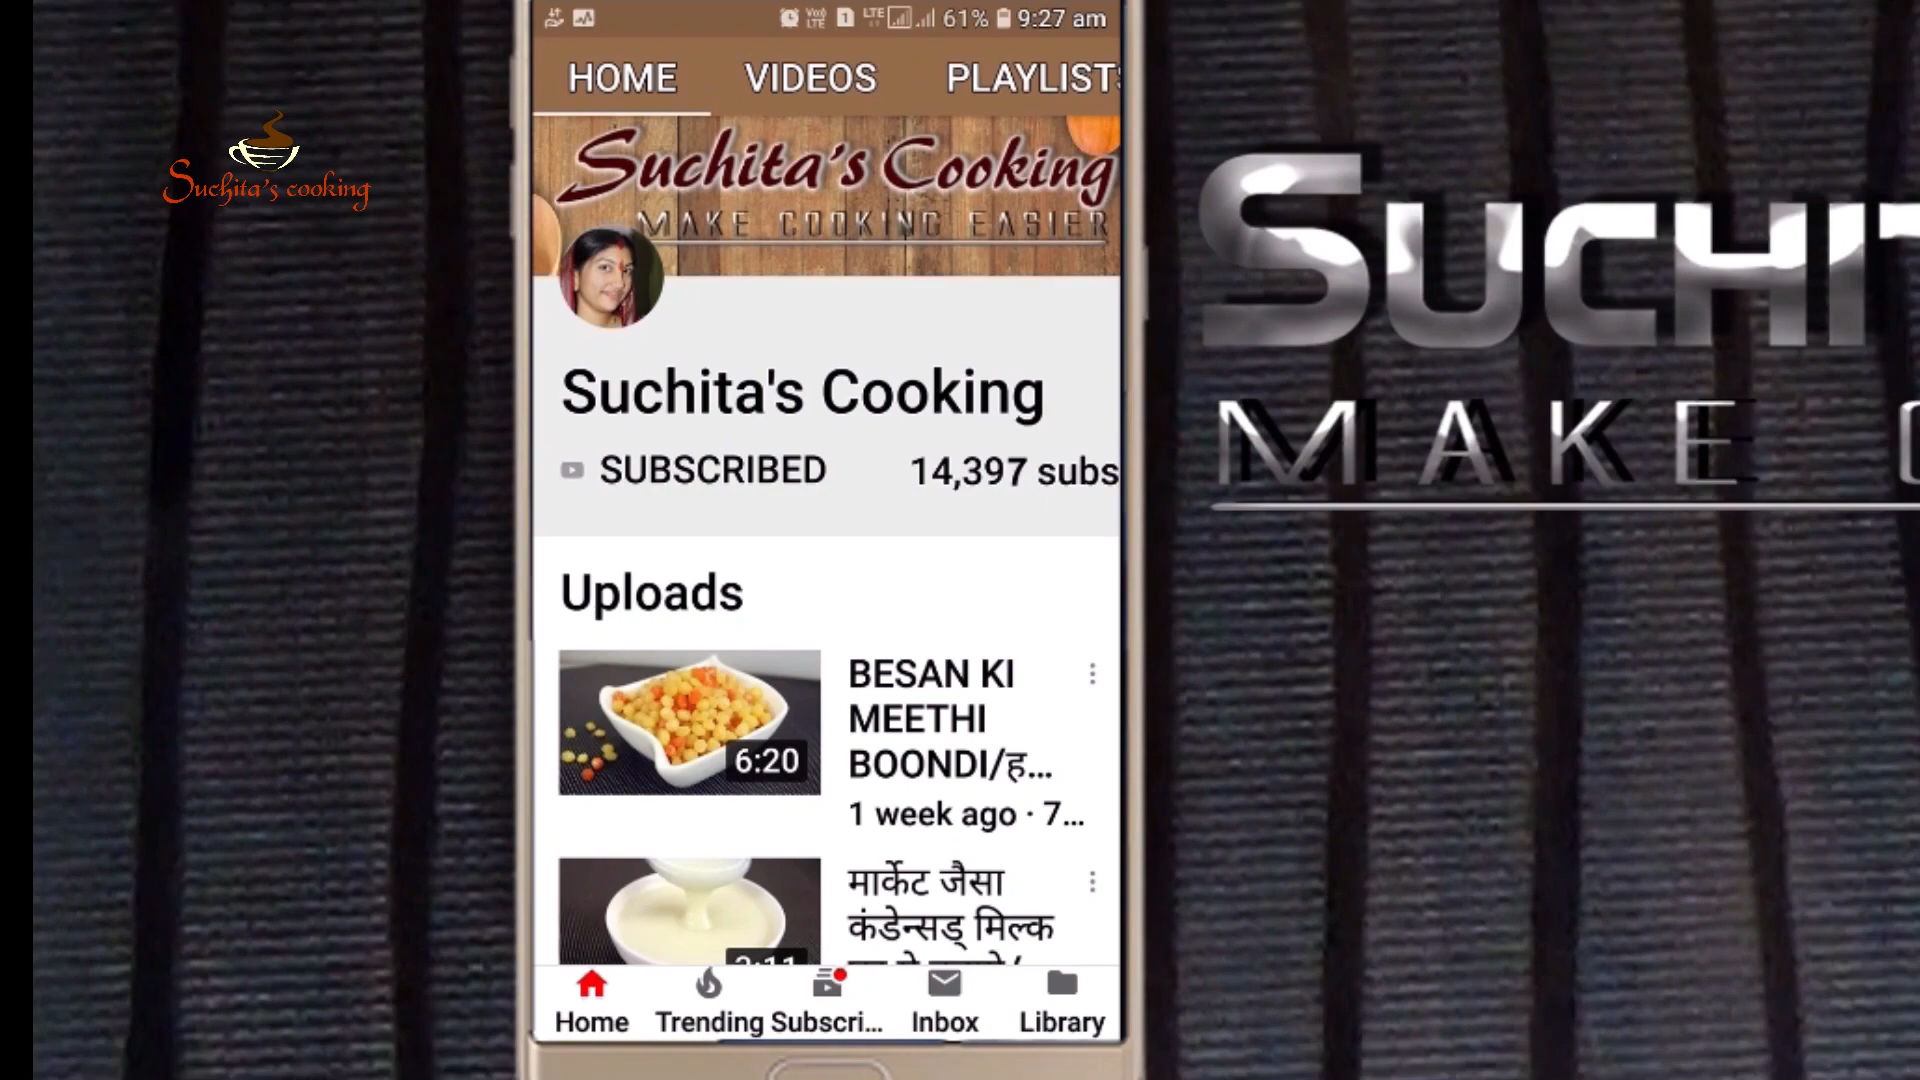 61% 9:27 am
HOME VIDEOS PLAYLISTS
Suchita's Cooking
MAKE COOKING EASIER
Suchita's cooking
Suchita's Cooking
SUBSCRIBED 14,397 subs
Uploads
BESAN KI
MEETHI
BOONDI/ह...
6:20
1 week ago · 7...
मार्केट जैसा
कंडेन्सड् मिल्क
Home Trending Subscri... Inbox Library
SUCHIT
MAKE